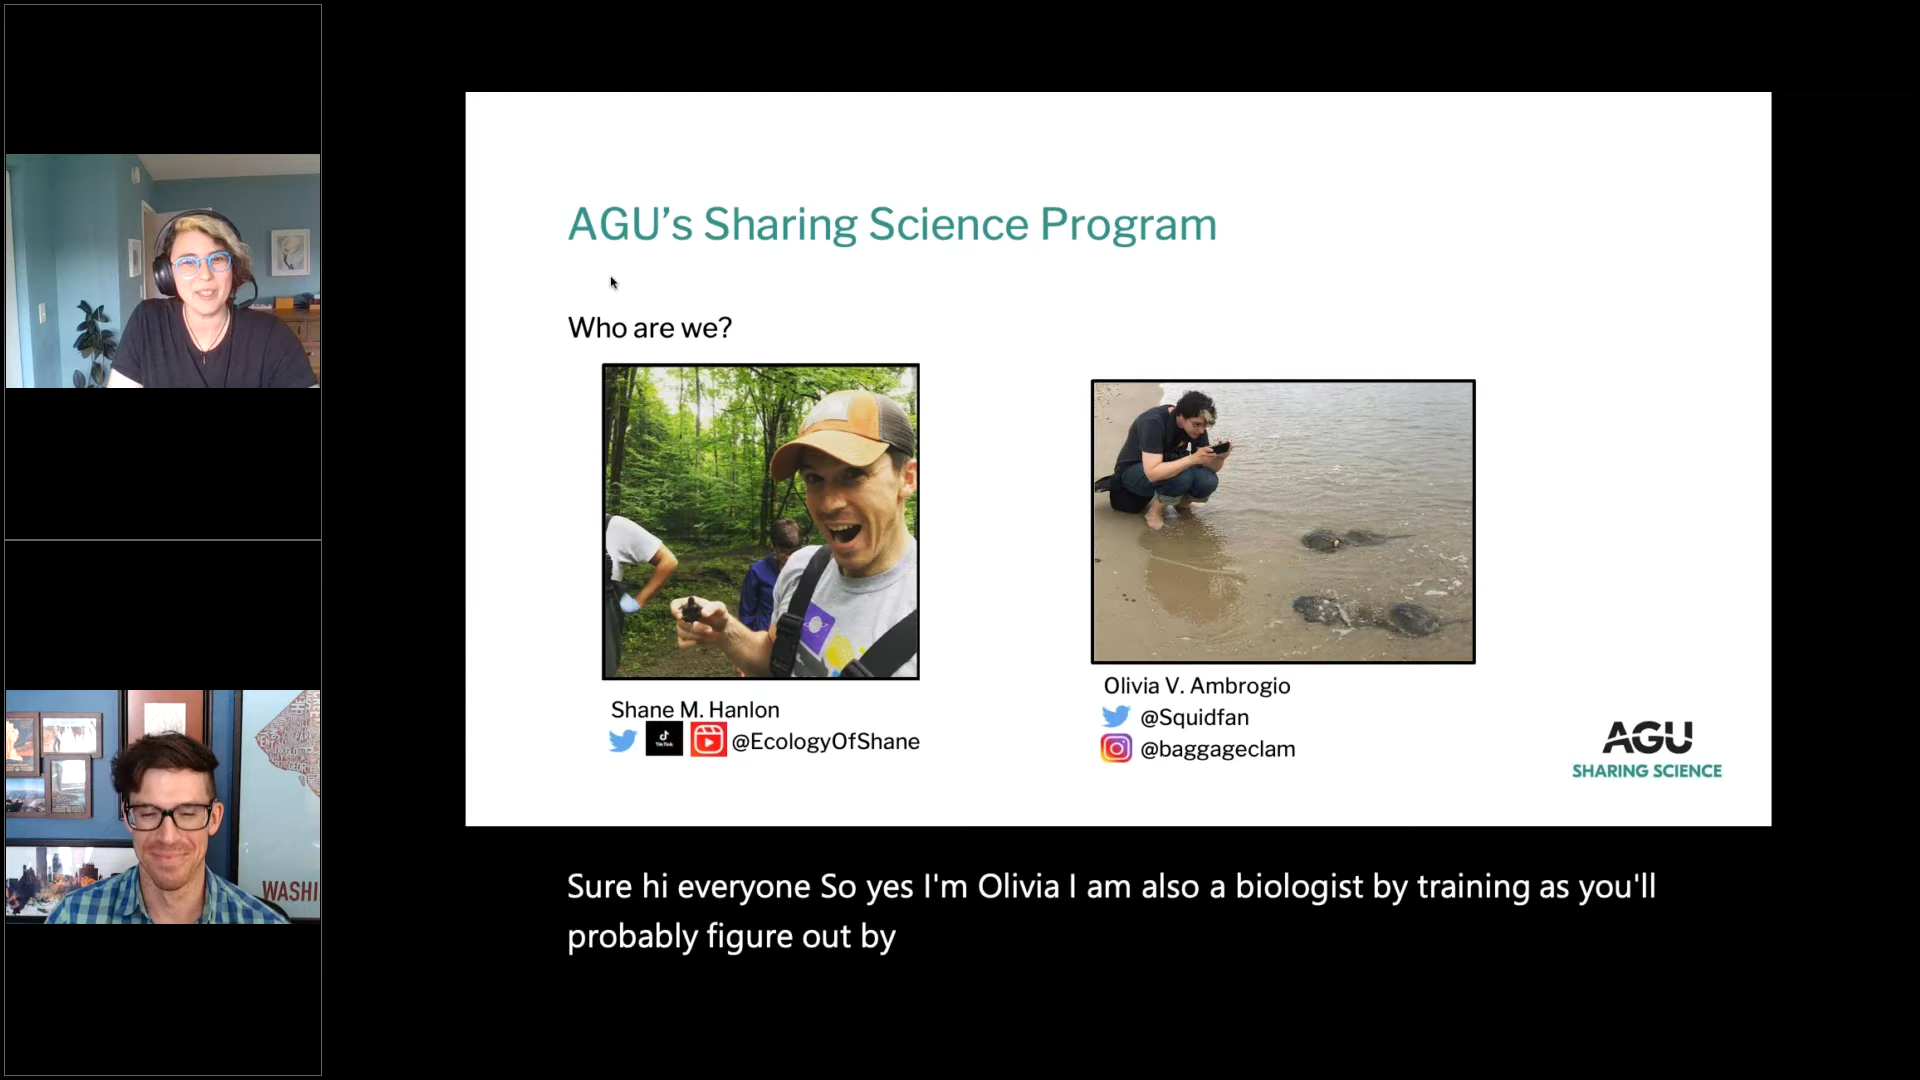 AGU’s Sharing Science Program
Who are we?
Shane M. Hanlon
TikTok
@EcologyOfShane
Olivia V. Ambrogio
@Squidfan
@baggageclam
AGU
SHARING SCIENCE
WASHI
Sure hi everyone So yes I'm Olivia I am also a biologist by training as you'll
probably figure out by